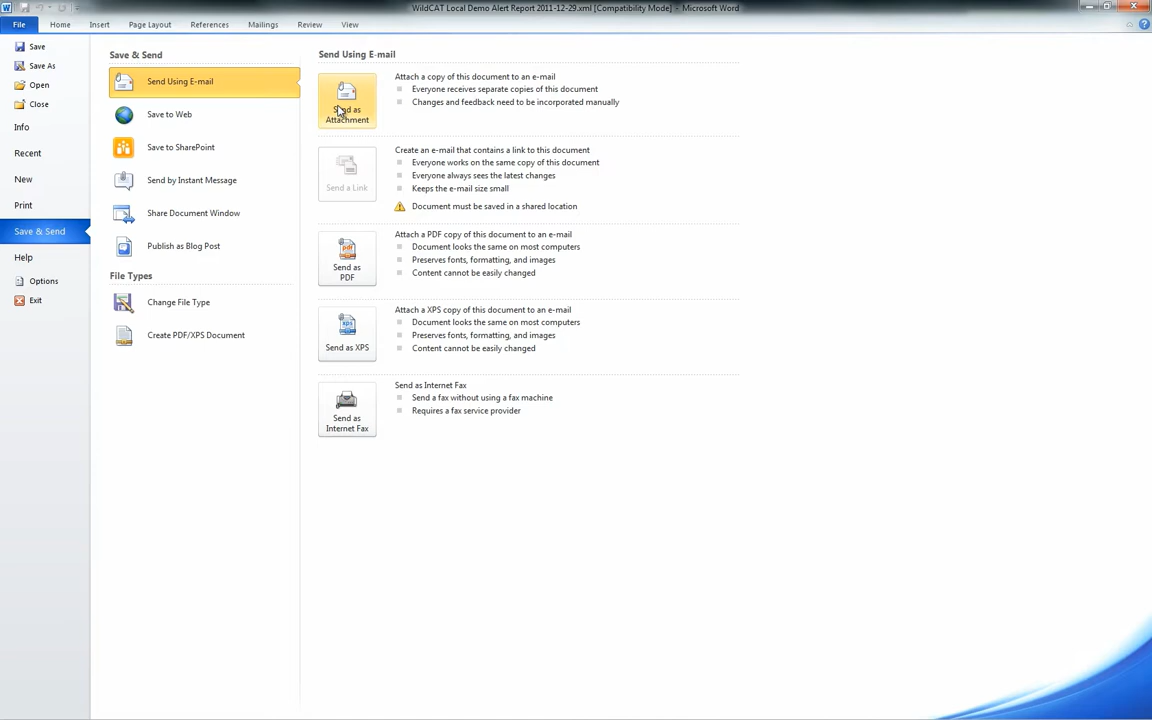 WildCAT Local Demo Alert Report 2011-12-29.xml [Compatibility Mode] - Microsoft Word
File Home Insert Page Layout References Mailings Review View
Save
Save As
Open
Close
Info
Recent
New
Print
Save & Send
Help
Options
Exit
Save & Send
Send Using E-mail
Save to Web
Save to SharePoint
Send by Instant Message
Share Document Window
Publish as Blog Post
File Types
Change File Type
Create PDF/XPS Document
Send Using E-mail
Send as
Attachment
Attach a copy of this document to an e-mail
Everyone receives separate copies of this document
Changes and feedback need to be incorporated manually
Send a Link
Create an e-mail that contains a link to this document
Everyone works on the same copy of this document
Everyone always sees the latest changes
Keeps the e-mail size small
Document must be saved in a shared location
Send as
PDF
Attach a PDF copy of this document to an e-mail
Document looks the same on most computers
Preserves fonts, formatting, and images
Content cannot be easily changed
Send as XPS
Attach a XPS copy of this document to an e-mail
Document looks the same on most computers
Preserves fonts, formatting, and images
Content cannot be easily changed
Send as
Internet Fax
Send as Internet Fax
Send a fax without using a fax machine
Requires a fax service provider